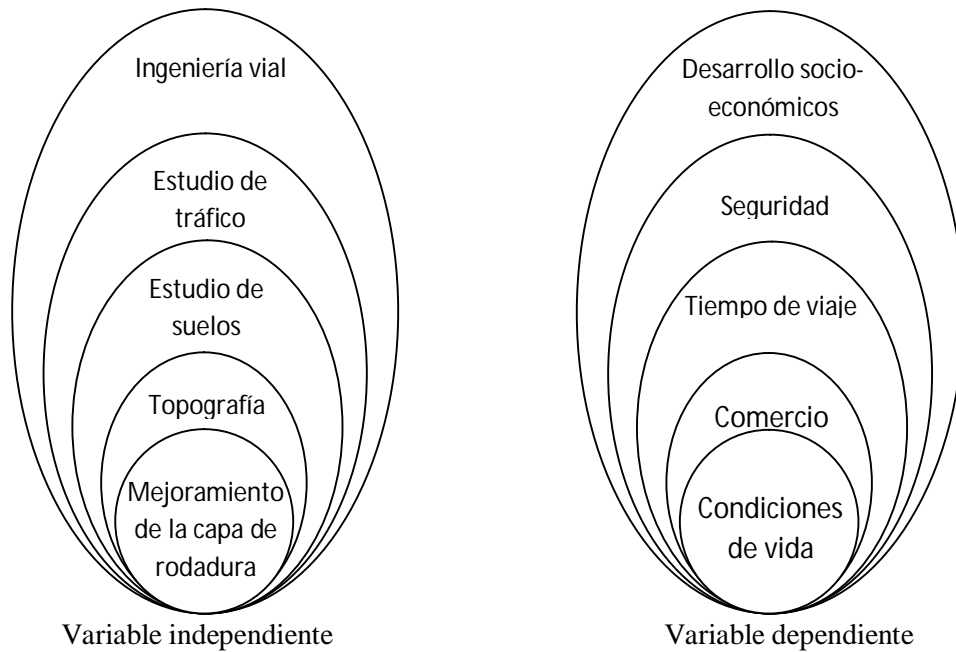 Ingeniería vial
Estudio de
tráfico
Estudio de
suelos
Topografía
Mejoramiento
de la capa de
rodadura
Variable independiente
Desarrollo socio-
económicos
Seguridad
Tiempo de viaje
Comercio
Condiciones
de vida
Variable dependiente